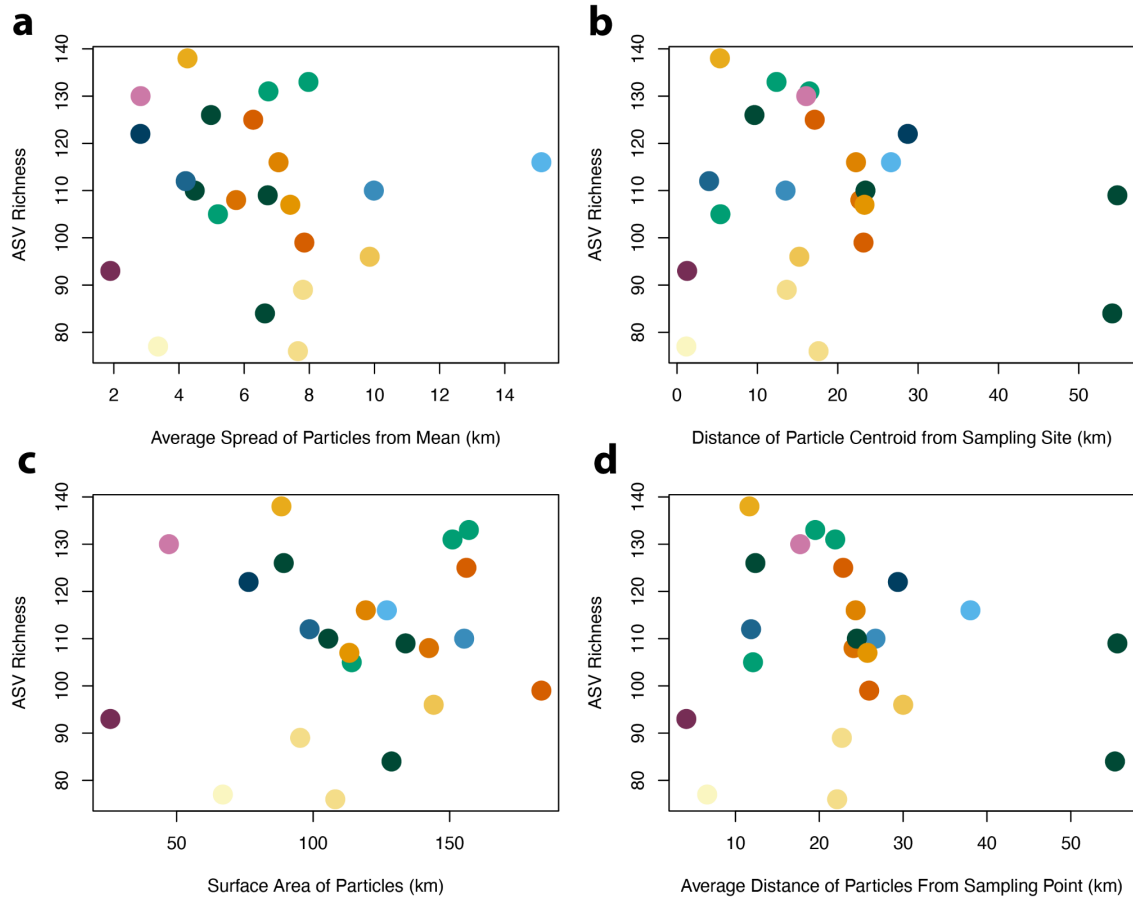 a
140
130
120
110
100
90
80
ASV Richness
2 4 6 8 10 12 14
Average Spread of Particles from Mean (km)
b
140
130
120
110
100
90
80
ASV Richness
0 10 20 30 40 50
Distance of Particle Centroid from Sampling Site (km)
c
140
130
120
110
100
90
80
ASV Richness
50 100 150
Surface Area of Particles (km)
d
140
130
120
110
100
90
80
ASV Richness
10 20 30 40 50
Average Distance of Particles From Sampling Point (km)